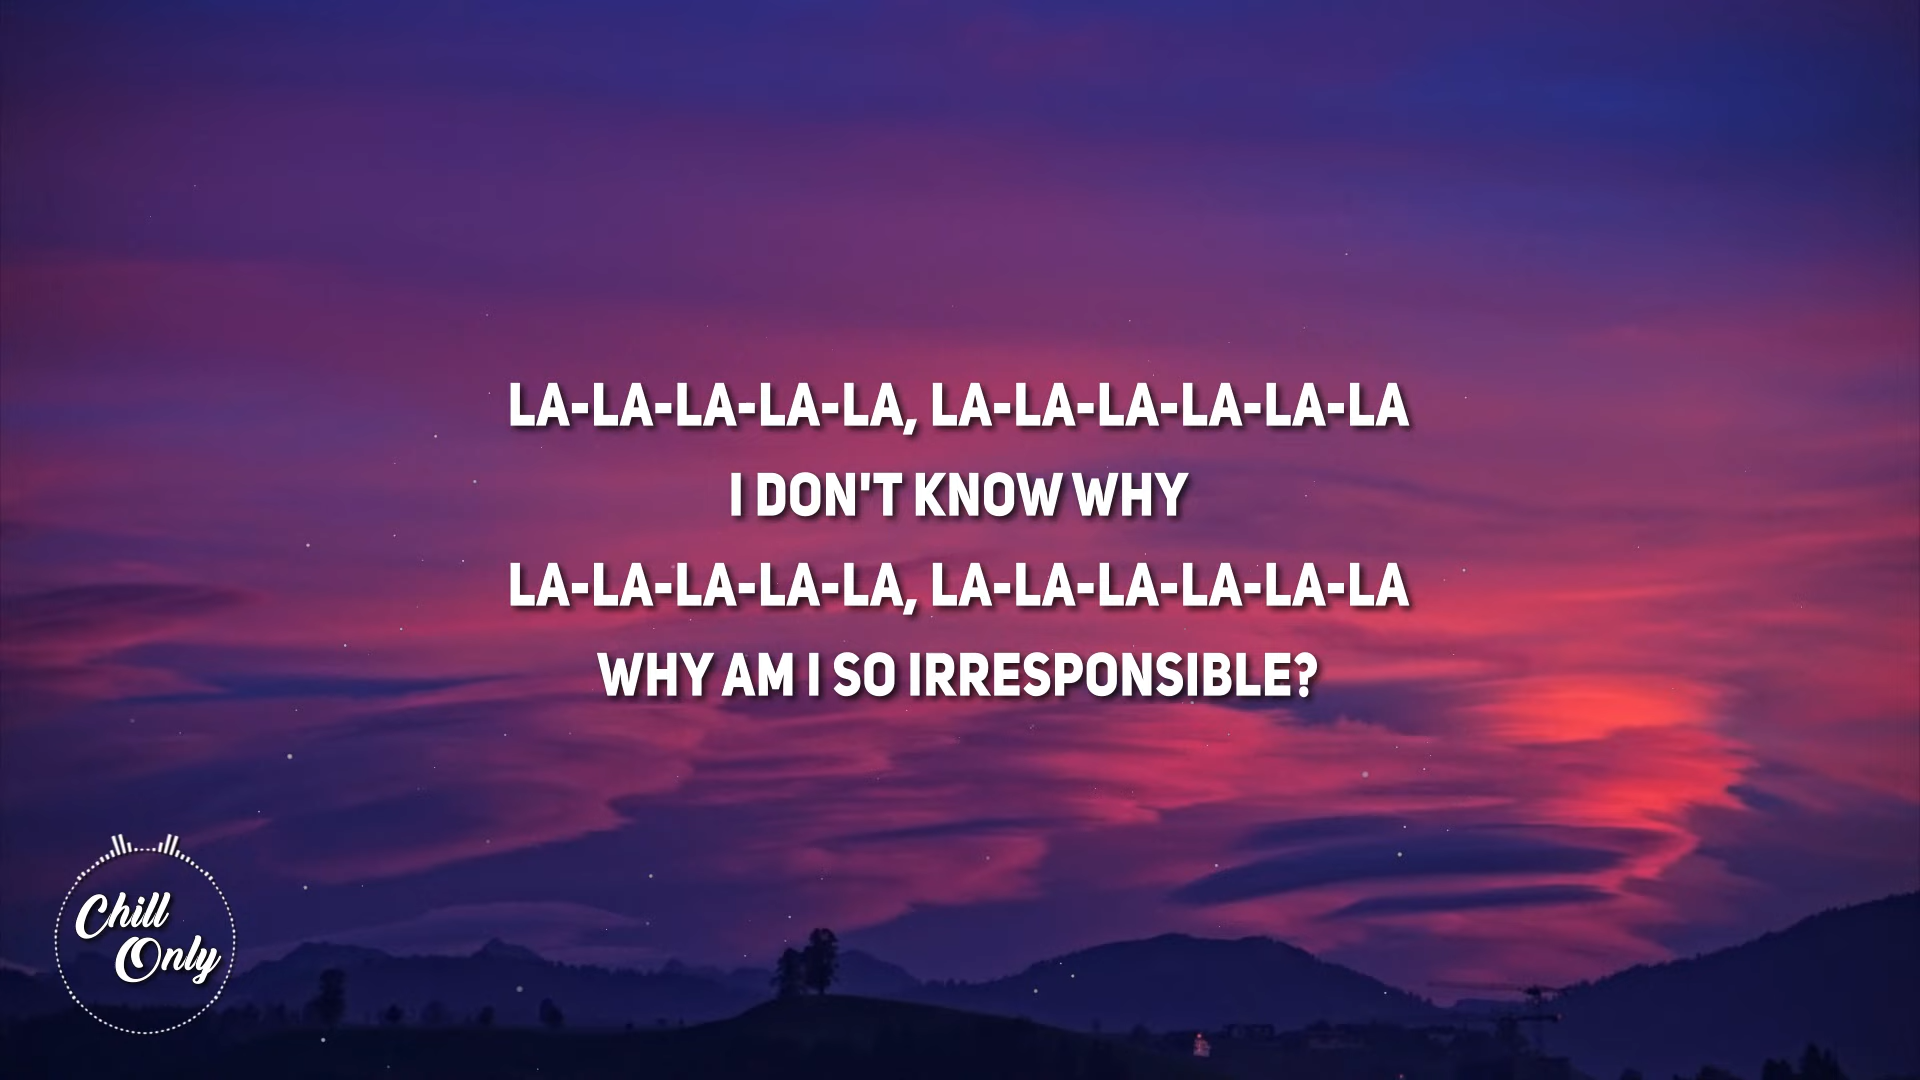 LA-LA-LA-LA-LA, LA-LA-LA-LA-LA-LA
I DON'T KNOW WHY
LA-LA-LA-LA-LA, LA-LA-LA-LA-LA-LA
WHY AM I SO IRRESPONSIBLE?
Chill
Only